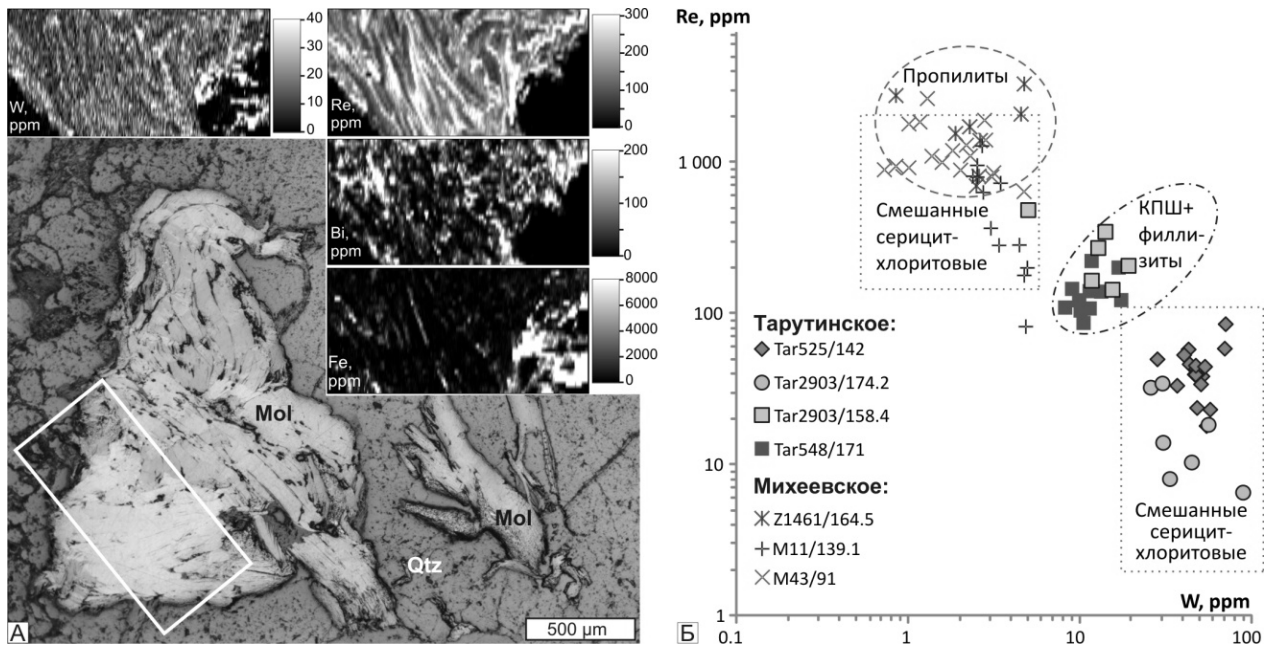 W,
ppm
40
30
20
10
0
Re,
ppm
300
200
100
0
Bi,
ppm
200
100
0
Fe,
ppm
8000
6000
4000
2000
0
Mol
Mol
Qtz
500 µm
А
Re, ppm
1 000
100
10
1
0.1
1
10
100
W, ppm
Пропилиты
Смешанные
серицит-
хлоритовые
КПШ+
филли-
зиты
Смешанные
серицит-
хлоритовые
Тарутинское:
Tar525/142
Tar2903/174.2
Tar2903/158.4
Tar548/171
Михеевское:
Z1461/164.5
M11/139.1
M43/91
Б